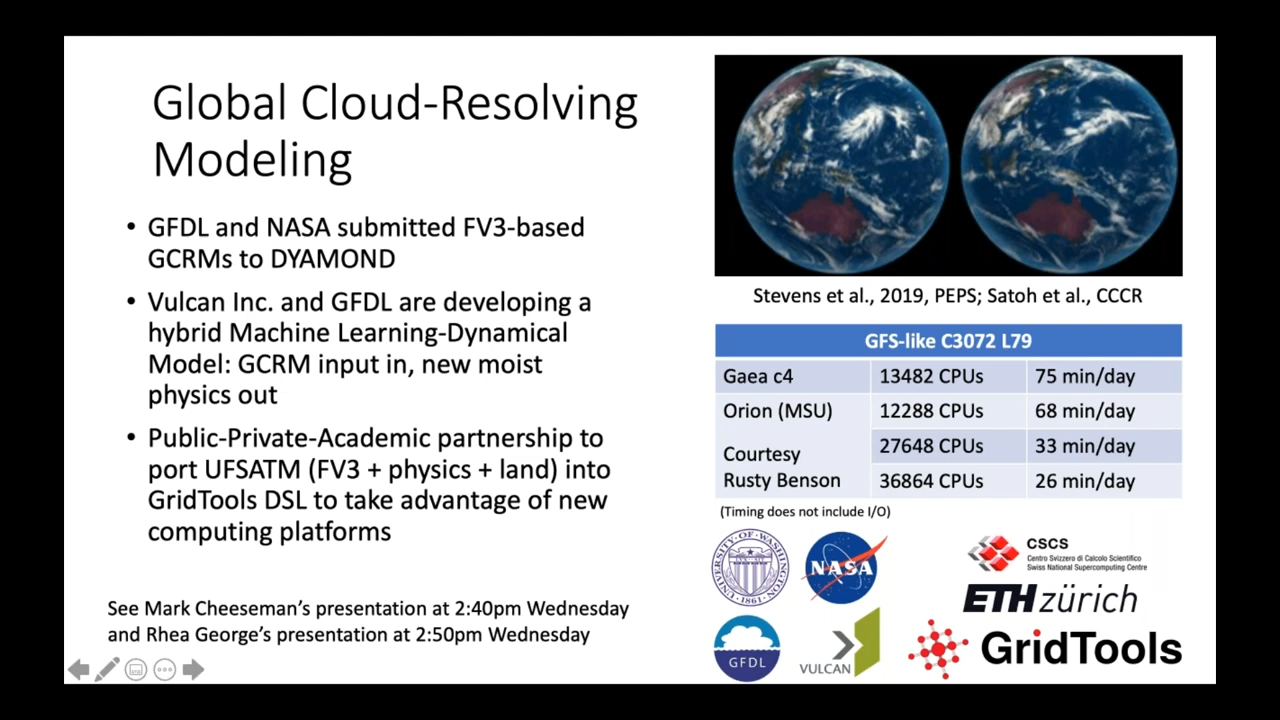 Global Cloud-Resolving
Modeling
• GFDL and NASA submitted FV3-based
GCRMs to DYAMOND
• Vulcan Inc. and GFDL are developing a
hybrid Machine Learning-Dynamical
Model: GCRM input in, new moist
physics out
• Public-Private-Academic partnership to
port UFSATM (FV3 + physics + land) into
GridTools DSL to take advantage of new
computing platforms
See Mark Cheeseman’s presentation at 2:40pm Wednesday
and Rhea George’s presentation at 2:50pm Wednesday
Stevens et al., 2019, PEPS; Satoh et al., CCCR
GFS-like C3072 L79
Gaea c4 13482 CPUs 75 min/day
Orion (MSU) 12288 CPUs 68 min/day
Courtesy 27648 CPUs 33 min/day
Rusty Benson 36864 CPUs 26 min/day
(Timing does not include I/O)
UNIVERSITY OF WASHINGTON
1861
NASA
CSCS
Centro Svizzero di Calcolo Scientifico
Swiss National Supercomputing Centre
ETH zürich
GFDL
VULCAN
GridTools